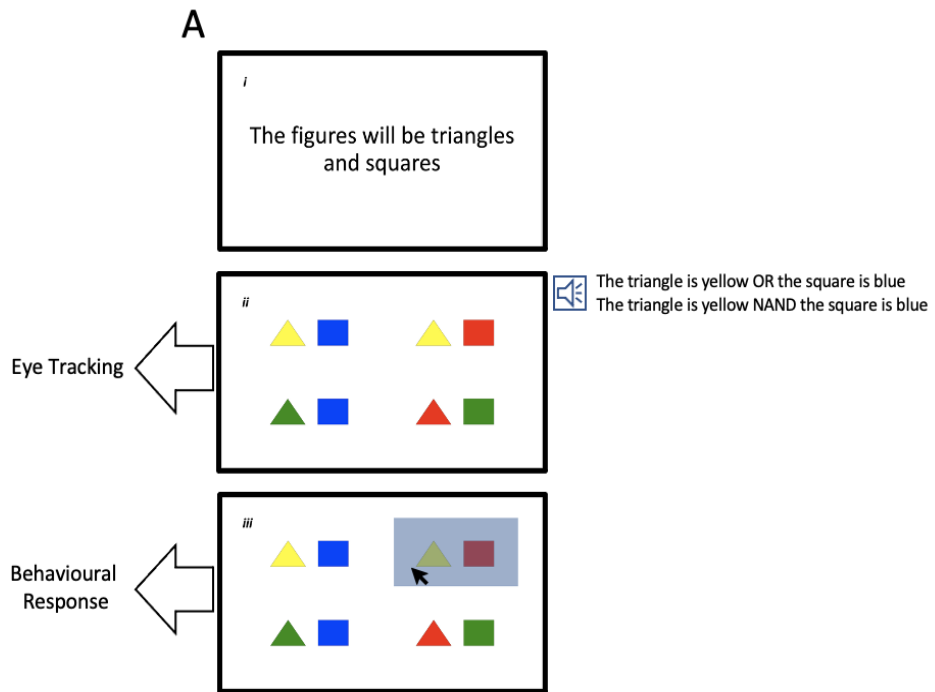 A
i
The figures will be triangles
and squares
The triangle is yellow OR the square is blue
The triangle is yellow NAND the square is blue
ii
Eye Tracking
iii
Behavioural
Response